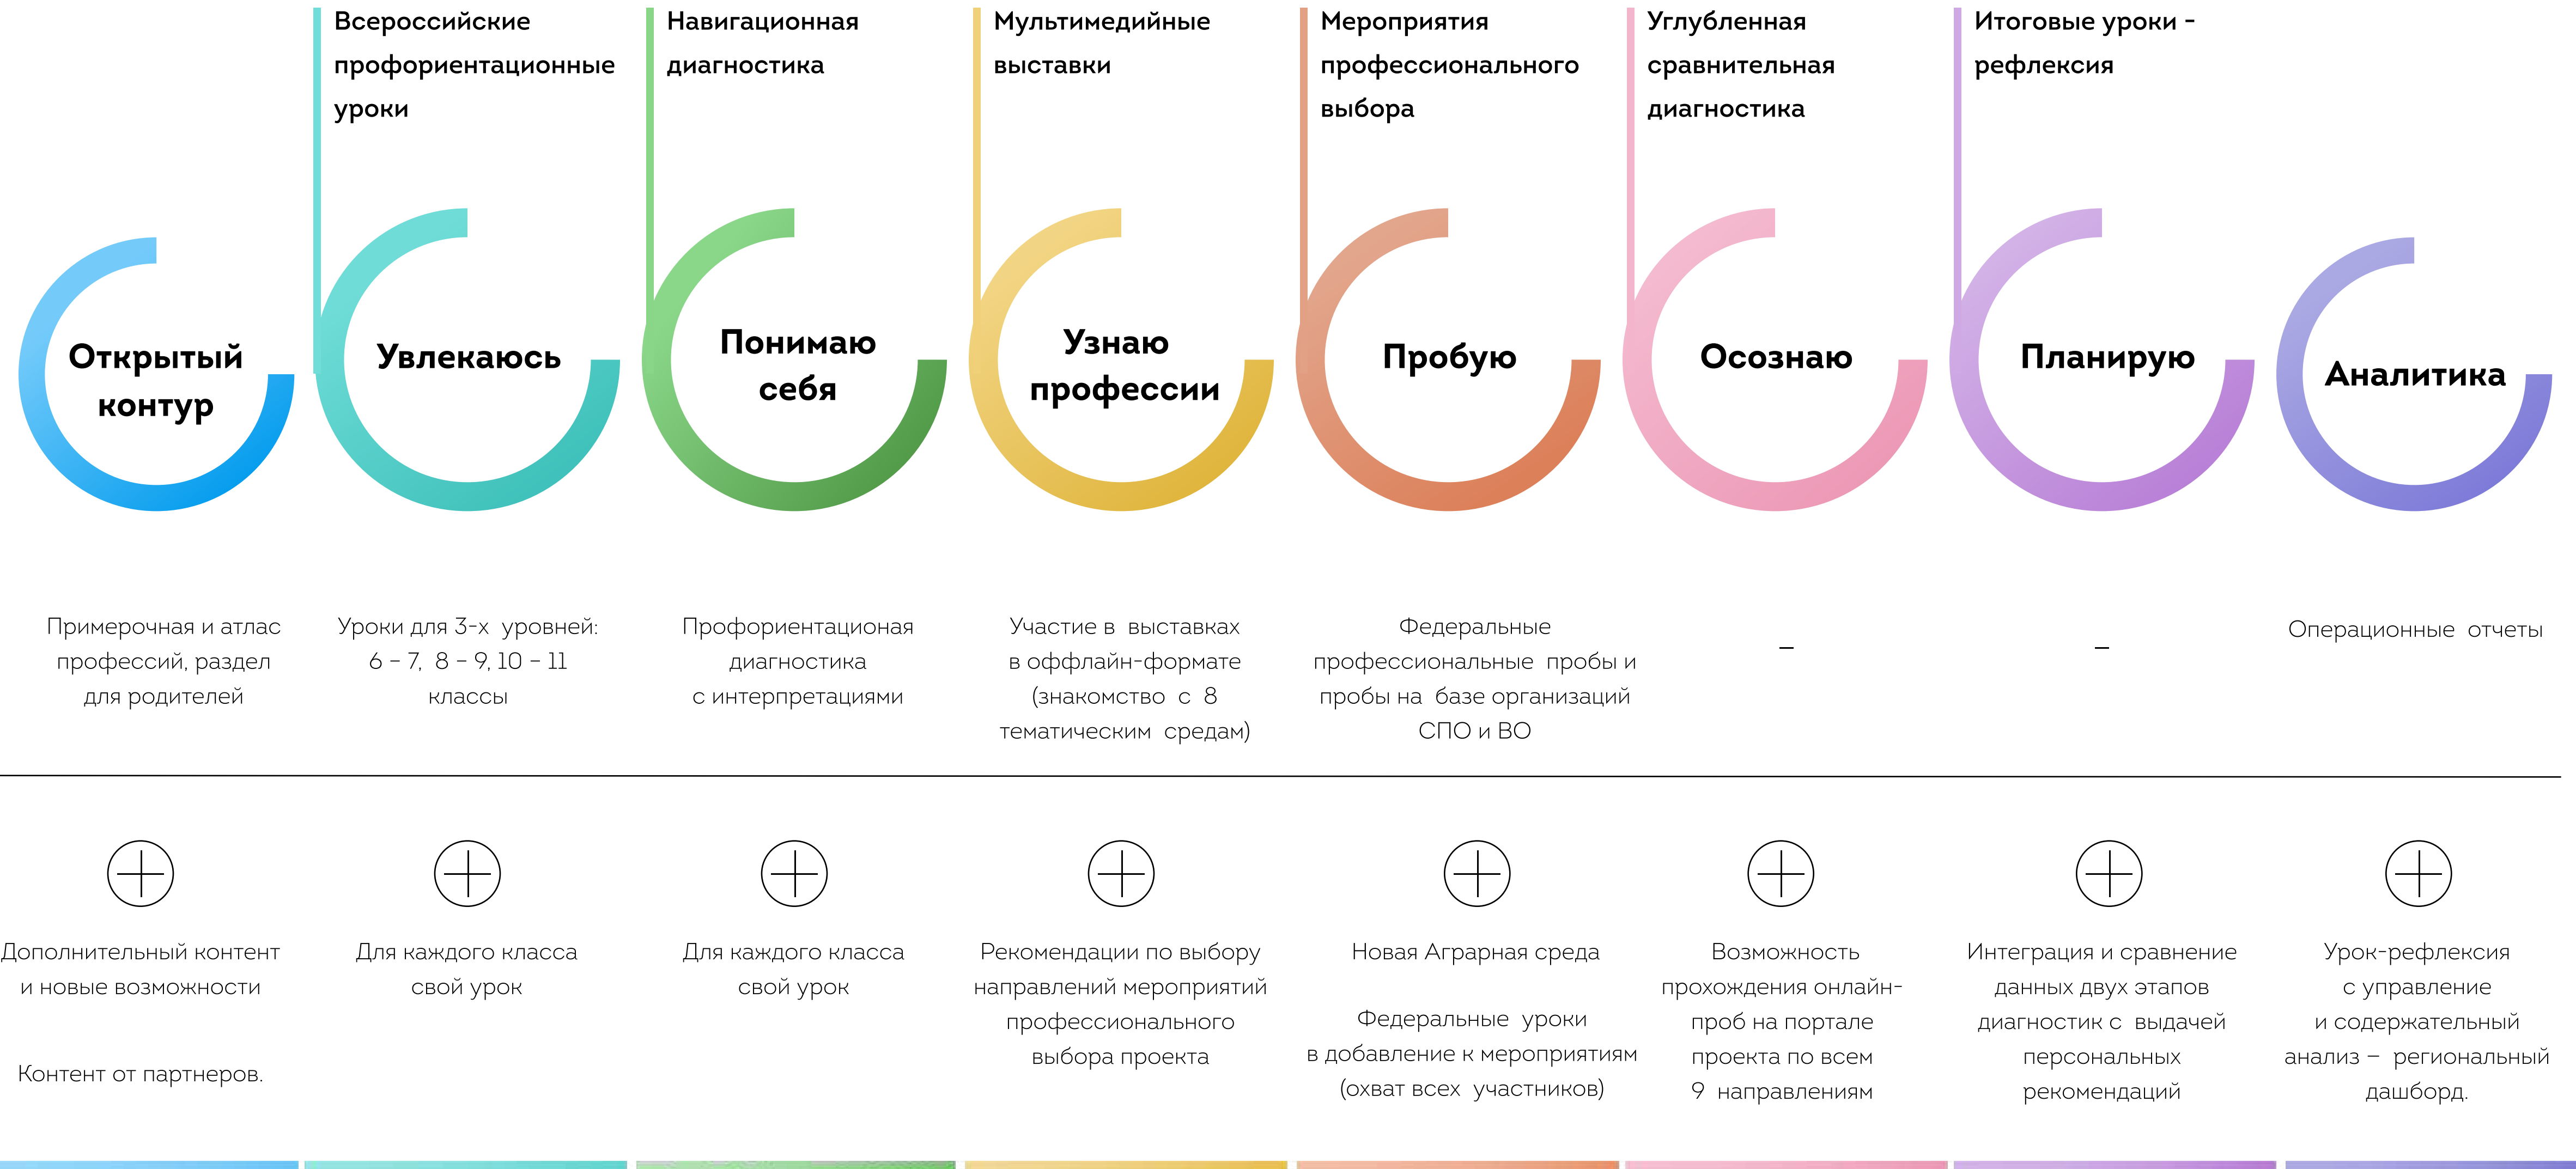 Всероссийские
профориентационные
уроки
Навигационная
диагностика
Мультимедийные
выставки
Мероприятия
профессионального
выбора
Углубленная
сравнительная
диагностика
Итоговые уроки -
рефлексия
Открытый
контур
Увлекаюсь
Понимаю
себя
Узнаю
профессии
Пробую
Осознаю
Планирую
Аналитика
Примерочная и атлас
профессий, раздел
для родителей
Уроки для 3-х уровней:
6 – 7, 8 – 9, 10 – 11
классы
Профориентационая
диагностика
с интерпретациями
Участие в выставках
в оффлайн-формате
(знакомство с 8
тематическим средам)
Федеральные
профессиональные пробы и
пробы на базе организаций
СПО и ВО
–
–
Операционные отчеты
Дополнительный контент
и новые возможности
Контент от партнеров.
Для каждого класса
свой урок
Для каждого класса
свой урок
Рекомендации по выбору
направлений мероприятий
профессионального
выбора проекта
Новая Аграрная среда
Федеральные уроки
в добавление к мероприятиям
(охват всех участников)
Возможность
прохождения онлайн-
проб на портале
проекта по всем
9 направлениям
Интеграция и сравнение
данных двух этапов
диагностик с выдачей
персональных
рекомендаций
Урок-рефлексия
с управление
и содержательный
анализ – региональный
дашборд.